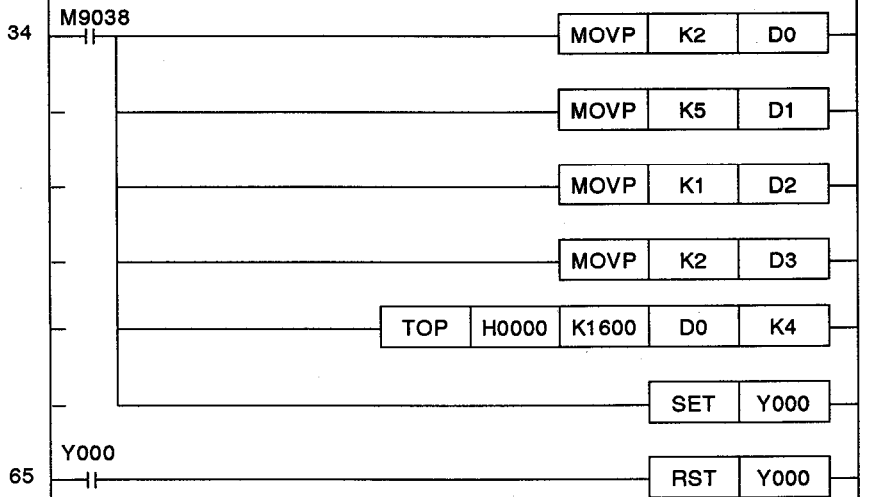 M9038
34 MOVP K2 D0
MOVP K5 D1
MOVP K1 D2
MOVP K2 D3
TOP H0000 K1600 D0 K4
SET Y000
Y000
65 RST Y000